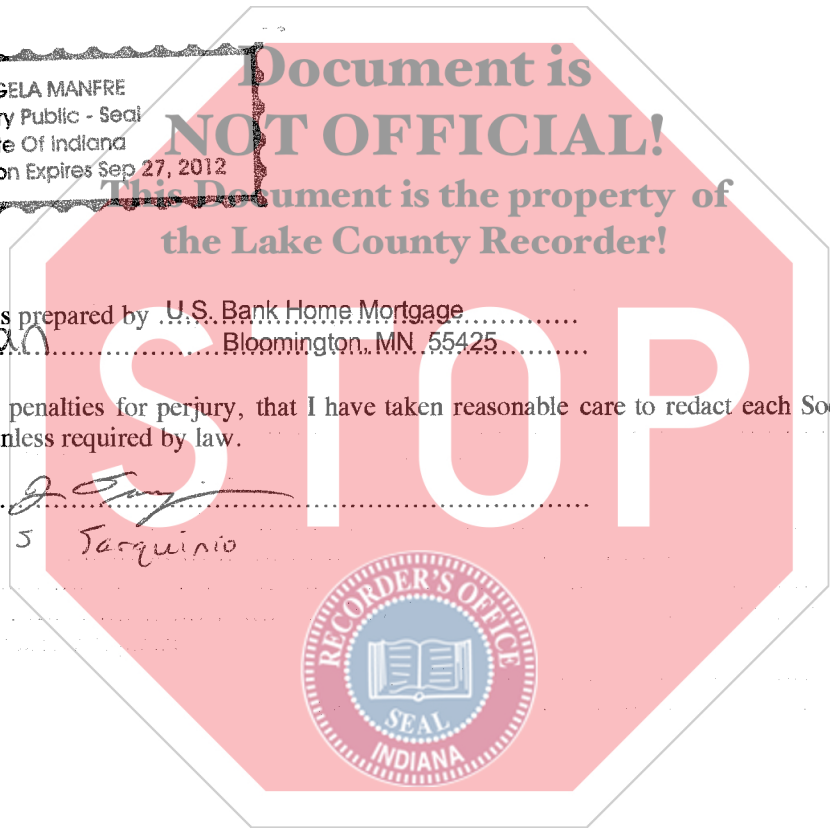 Document is
GELA MANFRE
ry Public - Seal
NOT OFFICIAL!
e Of Indiana
on Expires Sep 27, 2012
This Document is the property of
the Lake County Recorder!
s prepared by U.S. Bank Home Mortgage
an Bloomington, MN 55425
penalties for perjury, that I have taken reasonable care to redact each So
nless required by law.
STOP
S Tarquinio
RECORDER'S OFFICE
SEAL
INDIANA